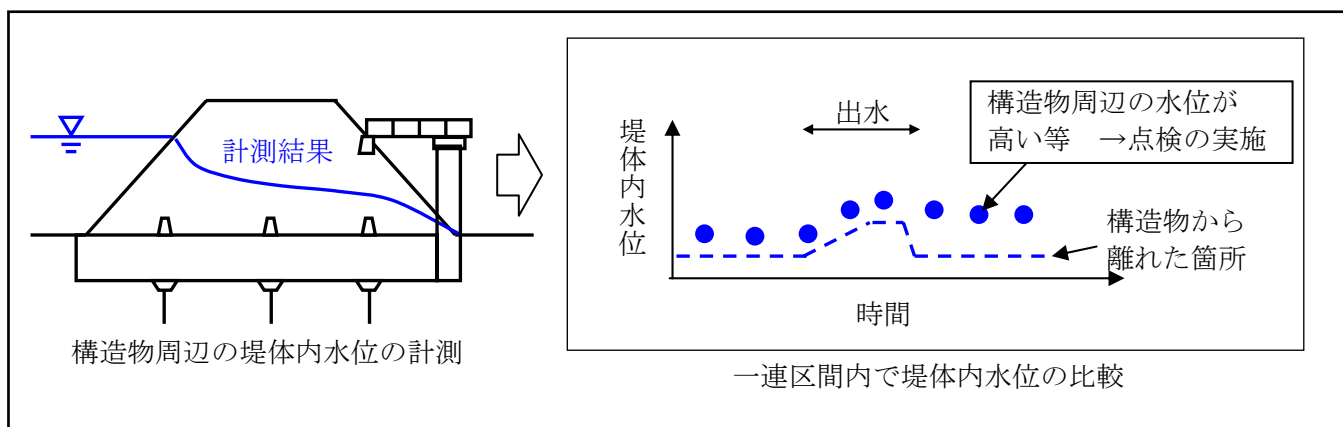 計測結果
構造物周辺の堤体内水位の計測
堤体内水位
出水
構造物周辺の水位が
高い等 →点検の実施
構造物から
離れた箇所
時間
一連区間内で堤体内水位の比較